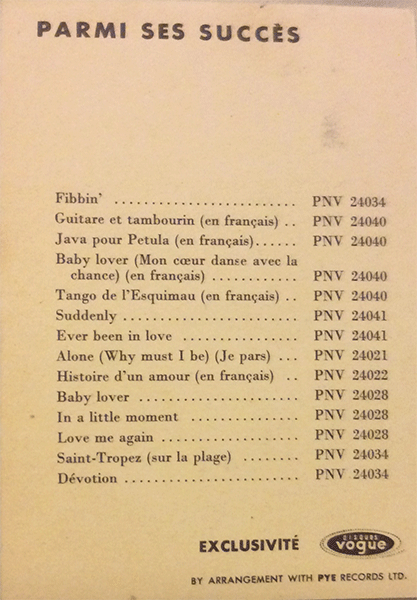 PARMI SES SUCCÈS
Fibbin' ........................ PNV 24034
Guitare et tambourin (en français) .. PNV 24040
Java pour Petula (en français)...... PNV 24040
Baby lover (Mon cœur danse avec la
chance) (en français) ........... PNV 24040
Tango de l'Esquimau (en français) .. PNV 24040
Suddenly ....................... PNV 24041
Ever been in love ............... PNV 24041
Alone (Why must I be) (Je pars) ... PNV 24021
Histoire d'un amour (en français) .. PNV 24022
Baby lover ..................... PNV 24028
In a little moment .............. PNV 24028
Love me again .................. PNV 24028
Saint-Tropez (sur la plage) ........ PNV 24034
Dévotion ....................... PNV 24034
EXCLUSIVITÉ DISQUES vogue
BY ARRANGEMENT WITH PYE RECORDS LTD.